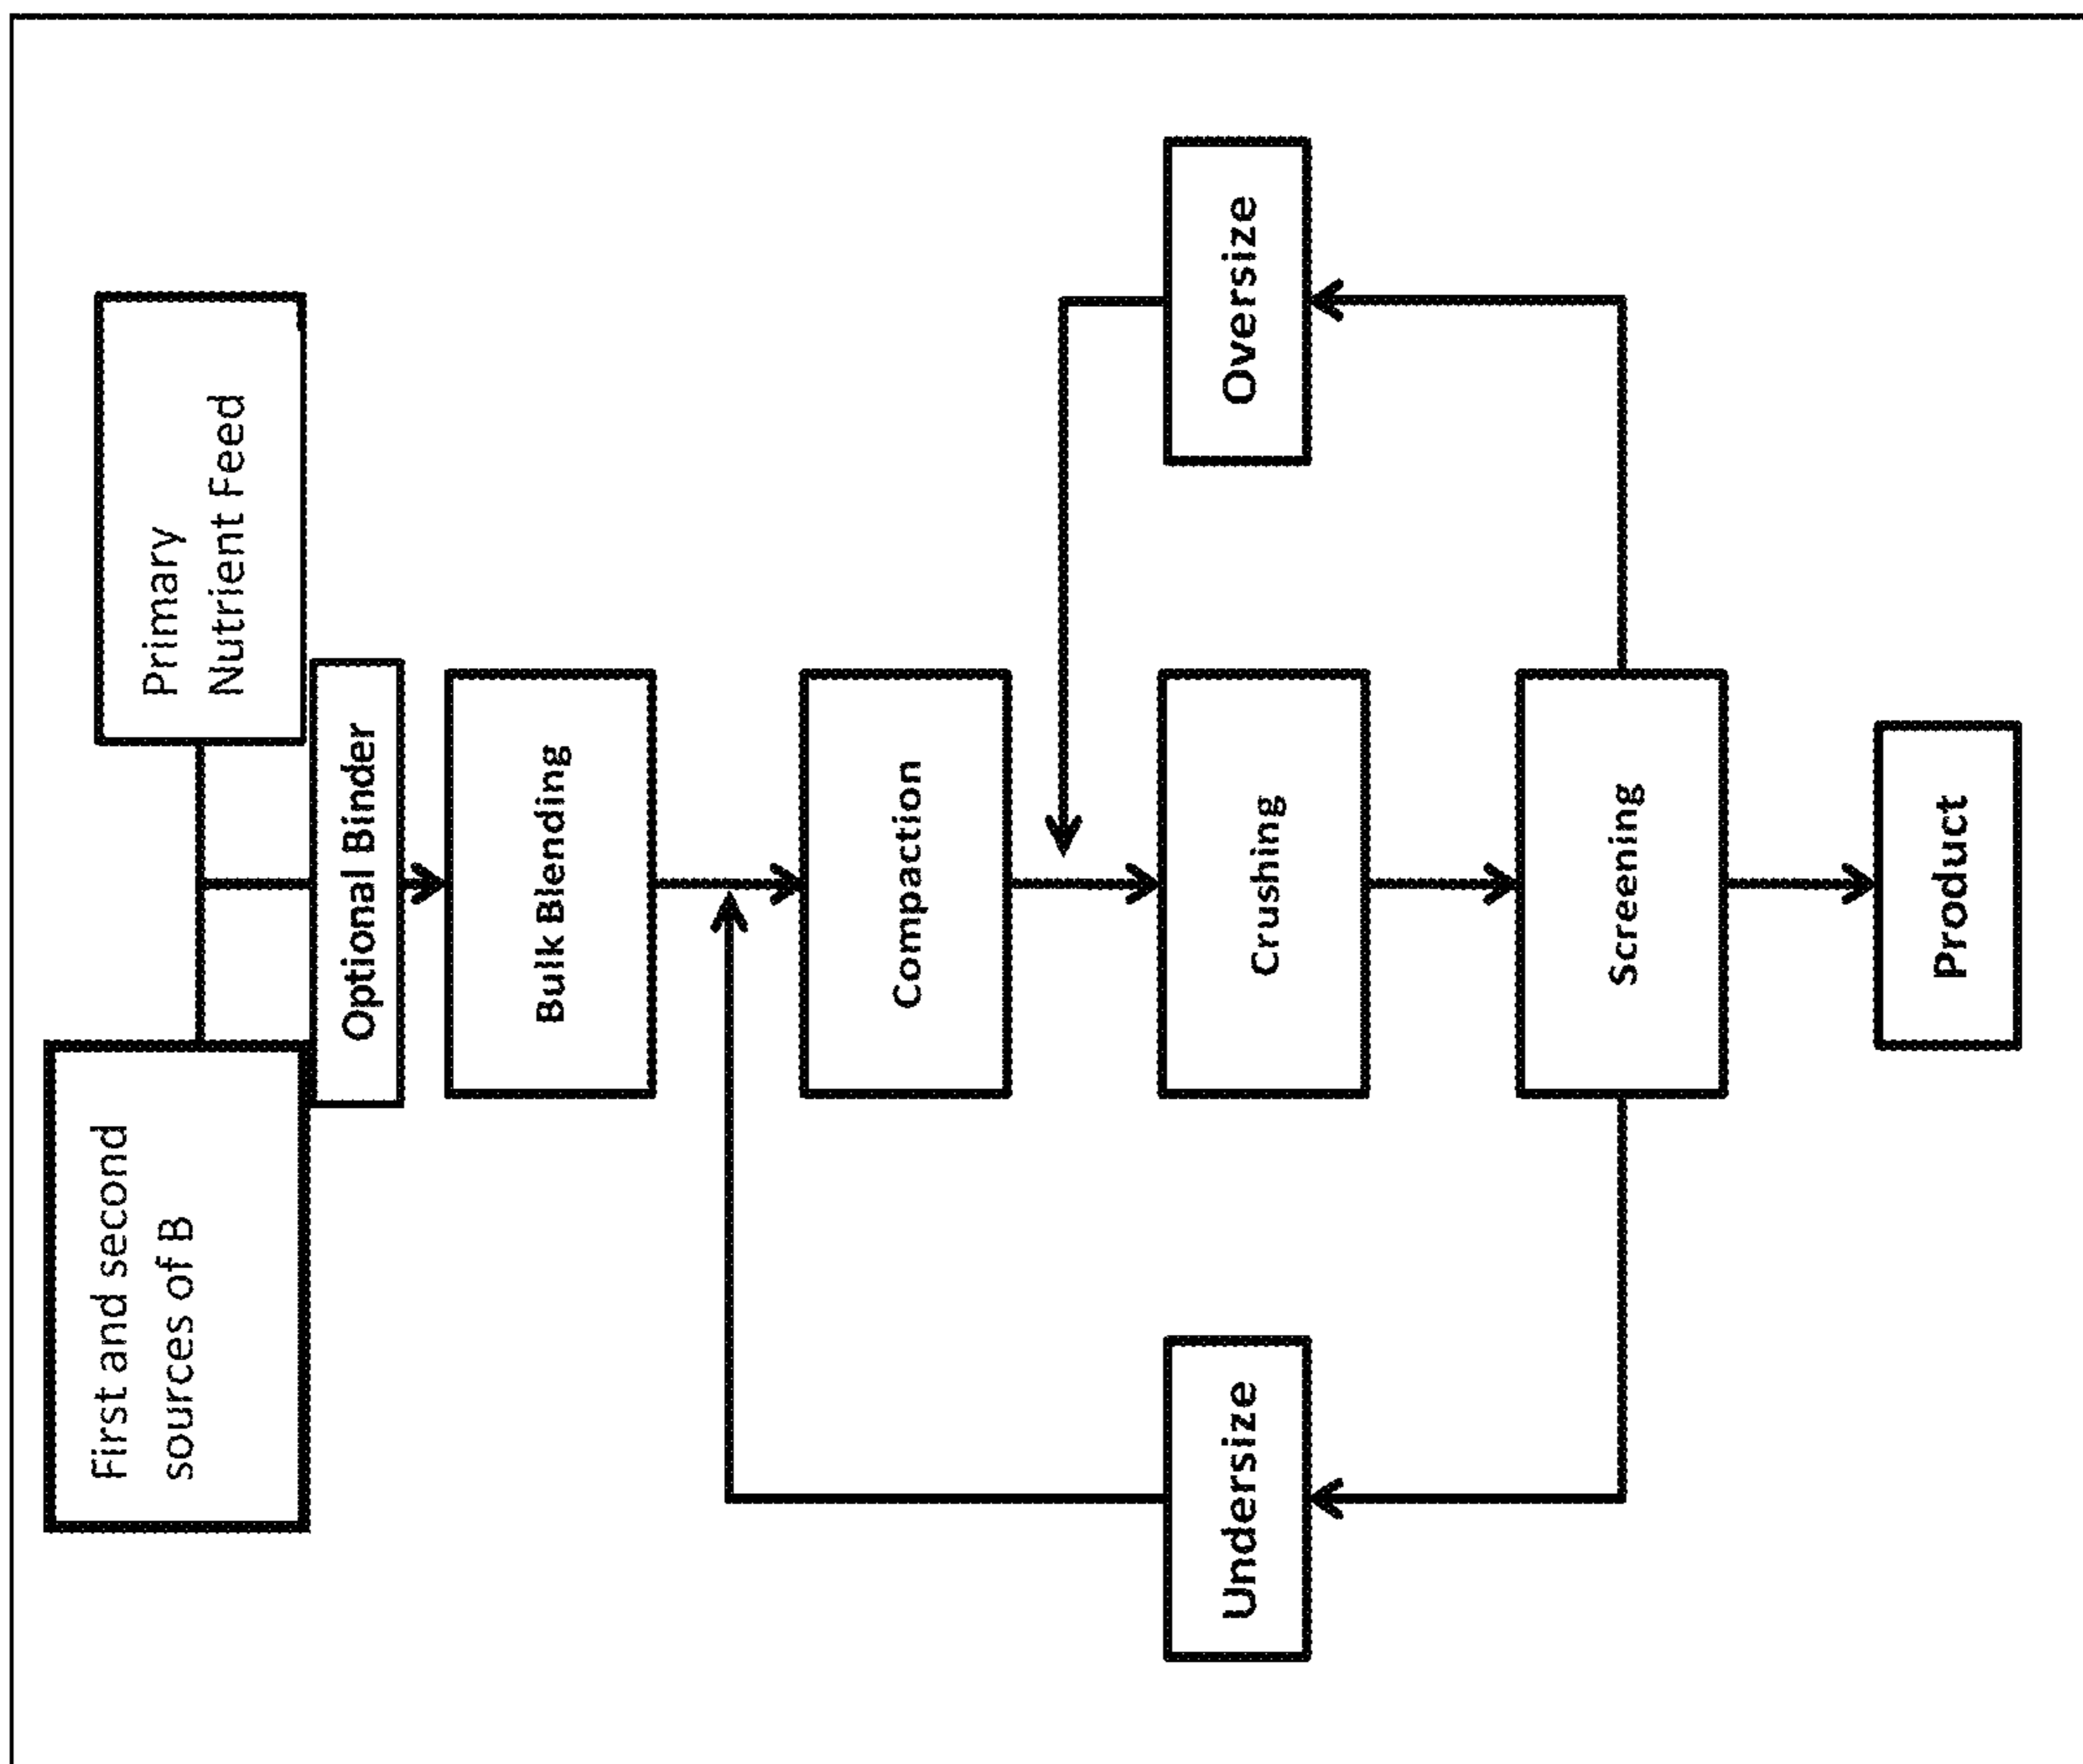 First and second
sources of B
Primary
Nutrient Feed
Optional Binder
Bulk Blending
Compaction
Undersize
Crushing
Oversize
Screening
Product